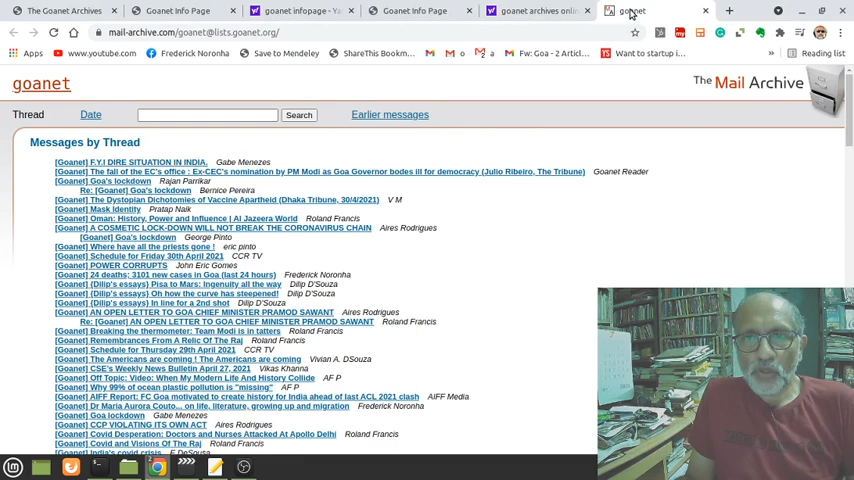 The Goanet Archives
Goanet Info Page
goanet infopage - Ya
Goanet Info Page
goanet archives onlin
goanet
mail-archive.com/goanet@lists.goanet.org/
Apps
www.youtube.com
Frederick Noronha
Save to Mendeley
ShareThis Bookm...
Fw: Goa - 2 Articl...
Want to startup i...
Reading list
goanet
The Mail Archive
Thread
Date
Search
Earlier messages
Messages by Thread
[Goanet] F.Y.I DIRE SITUATION IN INDIA. Gabe Menezes
[Goanet] The fall of the EC's office : Ex-CEC's nomination by PM Modi as Goa Governor bodes ill for democracy (Julio Ribeiro, The Tribune) Goanet Reader
[Goanet] Goa's lockdown Rajan Parrikar
Re: [Goanet] Goa's lockdown Bernice Pereira
[Goanet] The Dystopian Dichotomies of Vaccine Apartheid (Dhaka Tribune, 30/4/2021) V M
[Goanet] Mask Identity Pratap Naik
[Goanet] Oman: History, Power and Influence | Al Jazeera World Roland Francis
[Goanet] A COSMETIC LOCK-DOWN WILL NOT BREAK THE CORONAVIRUS CHAIN Aires Rodrigues
[Goanet] Goa's lockdown George Pinto
[Goanet] Where have all the priests gone ! eric pinto
[Goanet] Schedule for Friday 30th April 2021 CCR TV
[Goanet] POWER CORRUPTS John Eric Gomes
[Goanet] 24 deaths; 3101 new cases in Goa (last 24 hours) Frederick Noronha
[Goanet] {Dilip's essays} Pisa to Mars: Ingenuity all the way Dilip D'Souza
[Goanet] {Dilip's essays} Oh how the curve has steepened! Dilip D'Souza
[Goanet] {Dilip's essays} In line for a 2nd shot Dilip D'Souza
[Goanet] AN OPEN LETTER TO GOA CHIEF MINISTER PRAMOD SAWANT Aires Rodrigues
Re: [Goanet] AN OPEN LETTER TO GOA CHIEF MINISTER PRAMOD SAWANT Roland Francis
[Goanet] Breaking the thermometer: Team Modi is in tatters Roland Francis
[Goanet] Remembrances From A Relic Of The Raj Roland Francis
[Goanet] Schedule for Thursday 29th April 2021 CCR TV
[Goanet] The Americans are coming ! The Americans are coming Vivian A. DSouza
[Goanet] CSE's Weekly News Bulletin April 27, 2021 Vikas Khanna
[Goanet] Off Topic: Video: When My Modern Life And History Collide AF P
[Goanet] Why 99% of ocean plastic pollution is "missing" AF P
[Goanet] AIFF Report: FC Goa motivated to create history for India ahead of last ACL 2021 clash AIFF Media
[Goanet] Dr Maria Aurora Couto... on life, literature, growing up and migration Frederick Noronha
[Goanet] Goa lockdown Gabe Menezes
[Goanet] CCP VIOLATING ITS OWN ACT Aires Rodrigues
[Goanet] Covid Desperation: Doctors and Nurses Attacked At Apollo Delhi Roland Francis
[Goanet] Covid and Visions Of The Raj Roland Francis
[Goanet] India's covid crisis E DeSousa